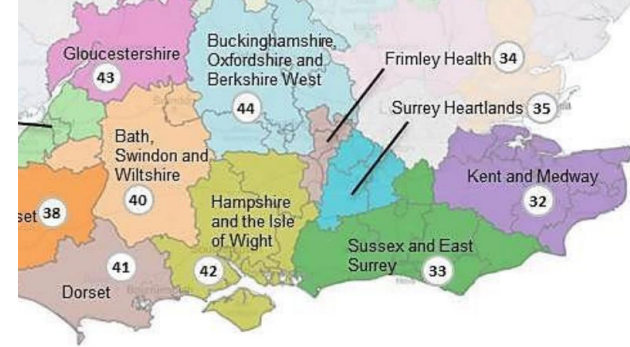 Gloucestershire
43
Buckinghamshire,
Oxfordshire and
Berkshire West
44
Frimley Health 34
Surrey Heartlands 35
Bath,
Swindon and
Wiltshire
40
Kent and Medway
32
set 38
Hampshire
and the Isle
of Wight
42
Sussex and East
Surrey 33
41
Dorset